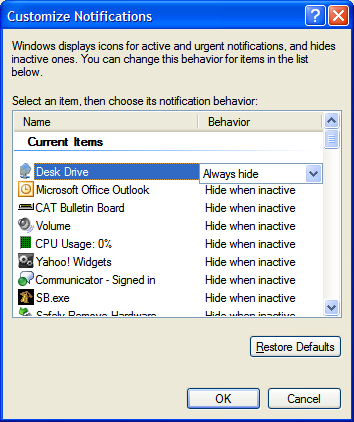 Customize Notifications
Windows displays icons for active and urgent notifications, and hides
inactive ones. You can change this behavior for items in the list
below.
Select an item, then choose its notification behavior:
Name Behavior
Current Items
Desk Drive Always hide
Microsoft Office Outlook Hide when inactive
CAT Bulletin Board Hide when inactive
Volume Hide when inactive
CPU Usage: 0% Hide when inactive
Yahoo! Widgets Hide when inactive
Communicator - Signed in Hide when inactive
SB.exe Hide when inactive
Safely Remove Hardware Hide when inactive
Restore Defaults
OK Cancel